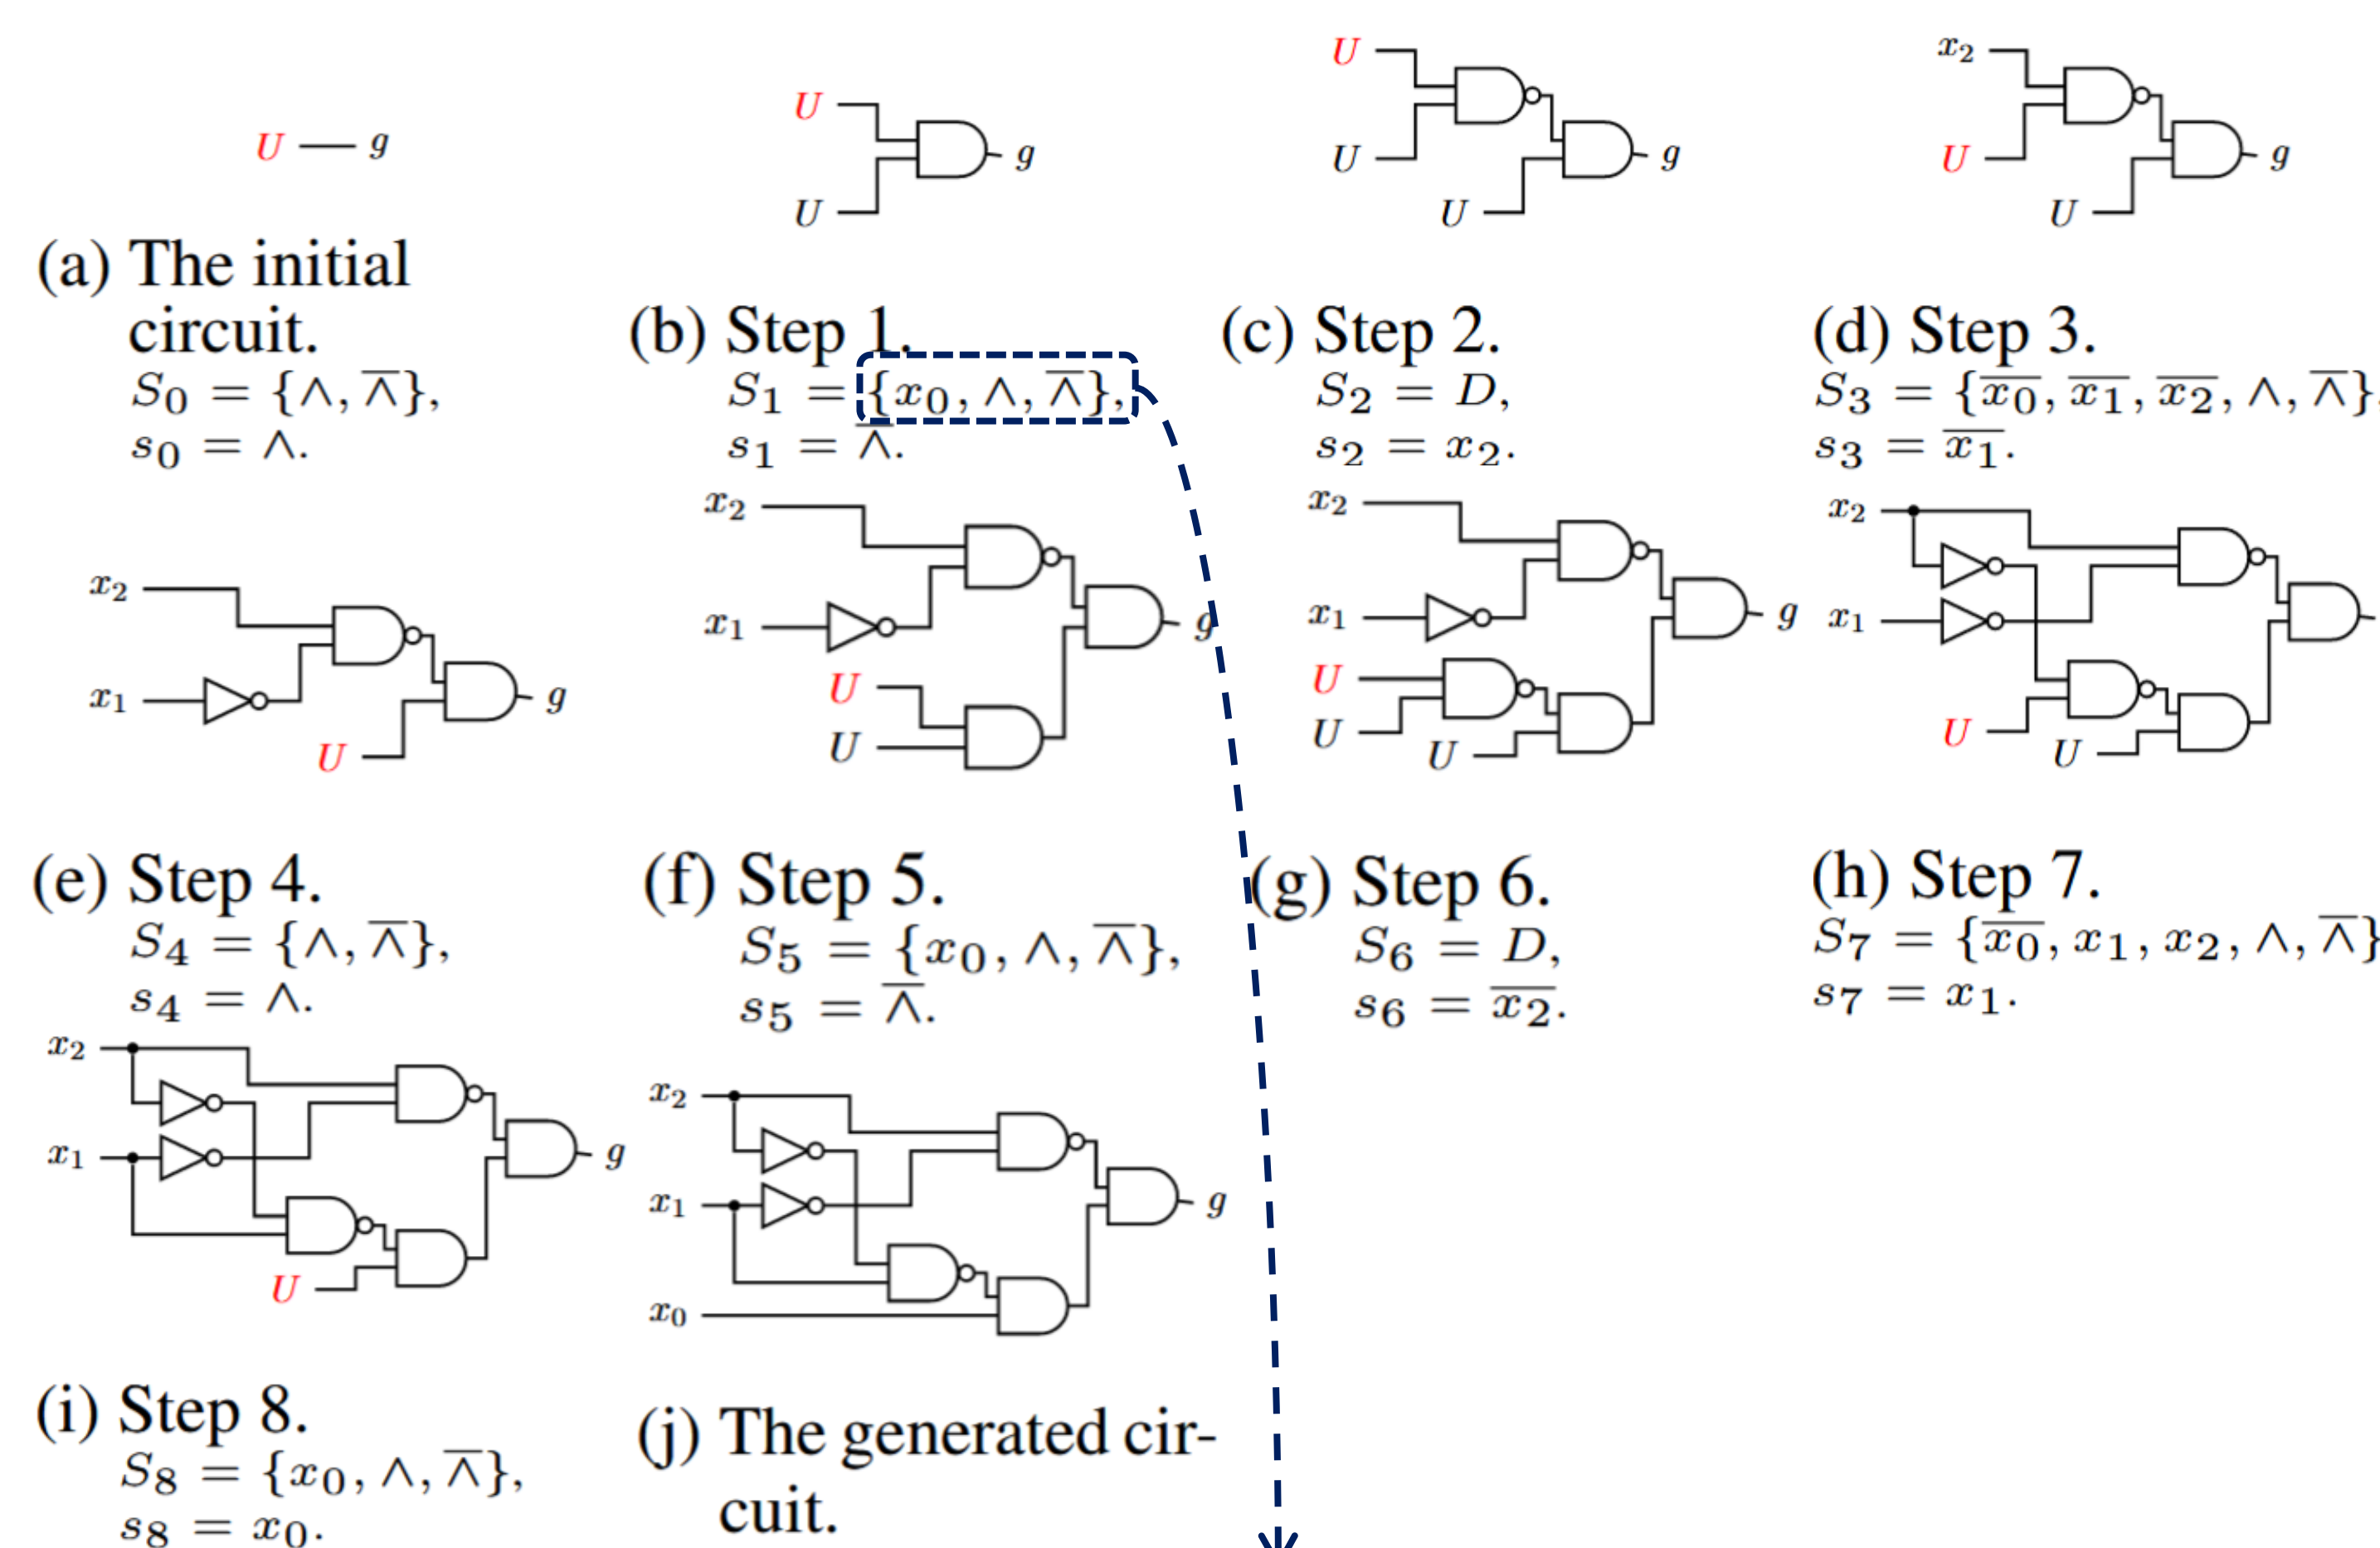 U g
U
U
g
U
U
U
g
x₂
U
U
g
(a) The initial
circuit.
S₀ = {∧, ⊼},
s₀ = ∧.
(b) Step 1.
S₁ = {x₀, ∧, ⊼},
s₁ = ⊼.
(c) Step 2.
S₂ = D,
s₂ = x₂.
(d) Step 3.
S₃ = {x̅₀, x̅₁, x̅₂, ∧, ⊼}
s₃ = x̅₁.
x₂
x₁
U
g
x₂
x₁
U
U
g
x₂
x₁
U
U
U
g
x₂
x₁
U
U
(e) Step 4.
S₄ = {∧, ⊼},
s₄ = ∧.
(f) Step 5.
S₅ = {x₀, ∧, ⊼},
s₅ = ⊼.
(g) Step 6.
S₆ = D,
s₆ = x̅₂.
(h) Step 7.
S₇ = {x̅₀, x₁, x₂, ∧, ⊼}
s₇ = x₁.
x₂
x₁
U
g
x₂
x₁
x₀
g
(i) Step 8.
S₈ = {x₀, ∧, ⊼},
s₈ = x₀.
(j) The generated cir-
cuit.